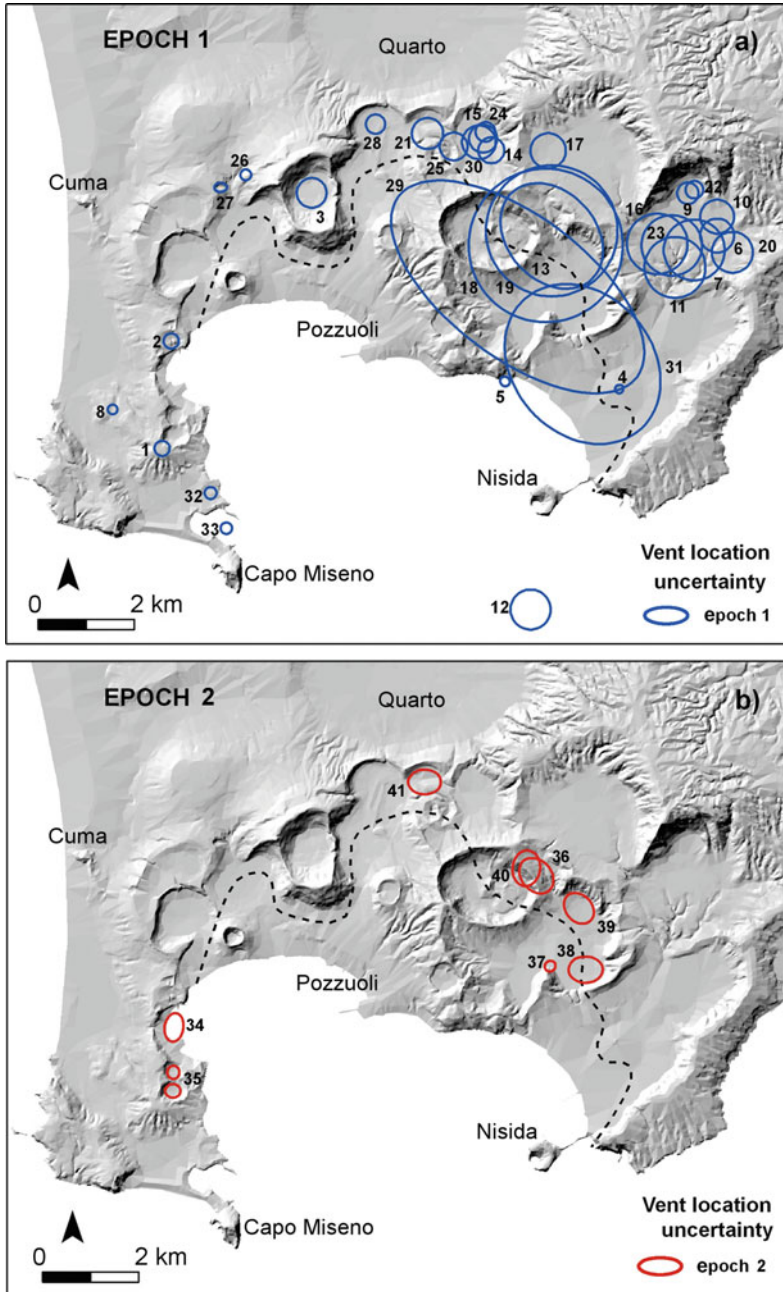 EPOCH 1
Quarto
a)
15
24
28
21
17
14
26
25
30
22
Cuma
27
3
29
9
10
16
23
6
20
13
18
19
7
11
2
Pozzuoli
31
5
4
8
1
Nisida
32
33
Vent location
uncertainty
Capo Miseno
12
epoch 1
0
2 km
EPOCH 2
Quarto
b)
41
Cuma
36
40
39
37
38
Pozzuoli
34
35
Nisida
Vent location
uncertainty
Capo Miseno
epoch 2
0
2 km